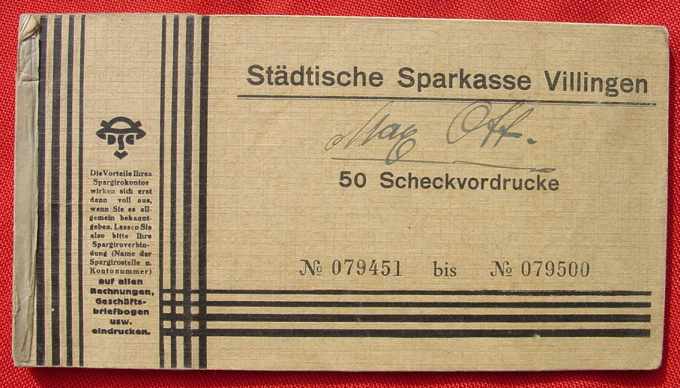 Städtische Sparkasse Villingen
Max Ott.
50 Scheckvordrucke
№ 079451 bis № 079500
Die Vorteile Ihres
Spargirokontos
wirken sich erst
dann voll aus,
wenn Sie es all-
gemein bekannt-
geben. Lassen Sie
also bitte Ihre
Spargiroverbin-
dung (Name der
Spargirostelle u.
Kontonummer)
auf allen
Rechnungen,
Geschäfts-
briefbogen
usw.
eindrucken.